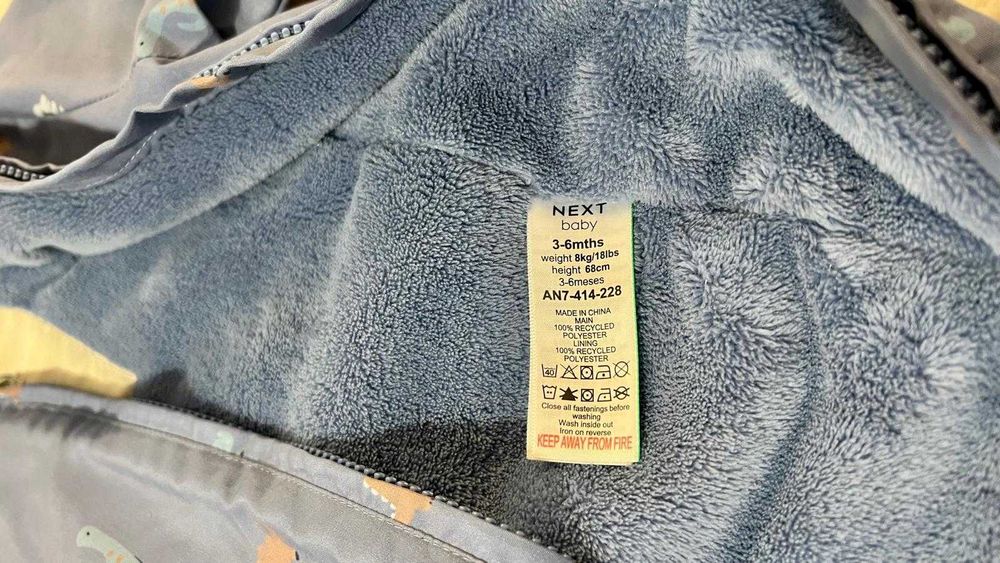 NEXT
baby
3-6mths
weight 8kg/18lbs
height 68cm
3-6meses
AN7-414-228
MADE IN CHINA
MAIN
100% RECYCLED
POLYESTER
LINING
100% RECYCLED
POLYESTER
40
Close all fastenings before
washing
Wash inside out
Iron on reverse
KEEP AWAY FROM FIRE